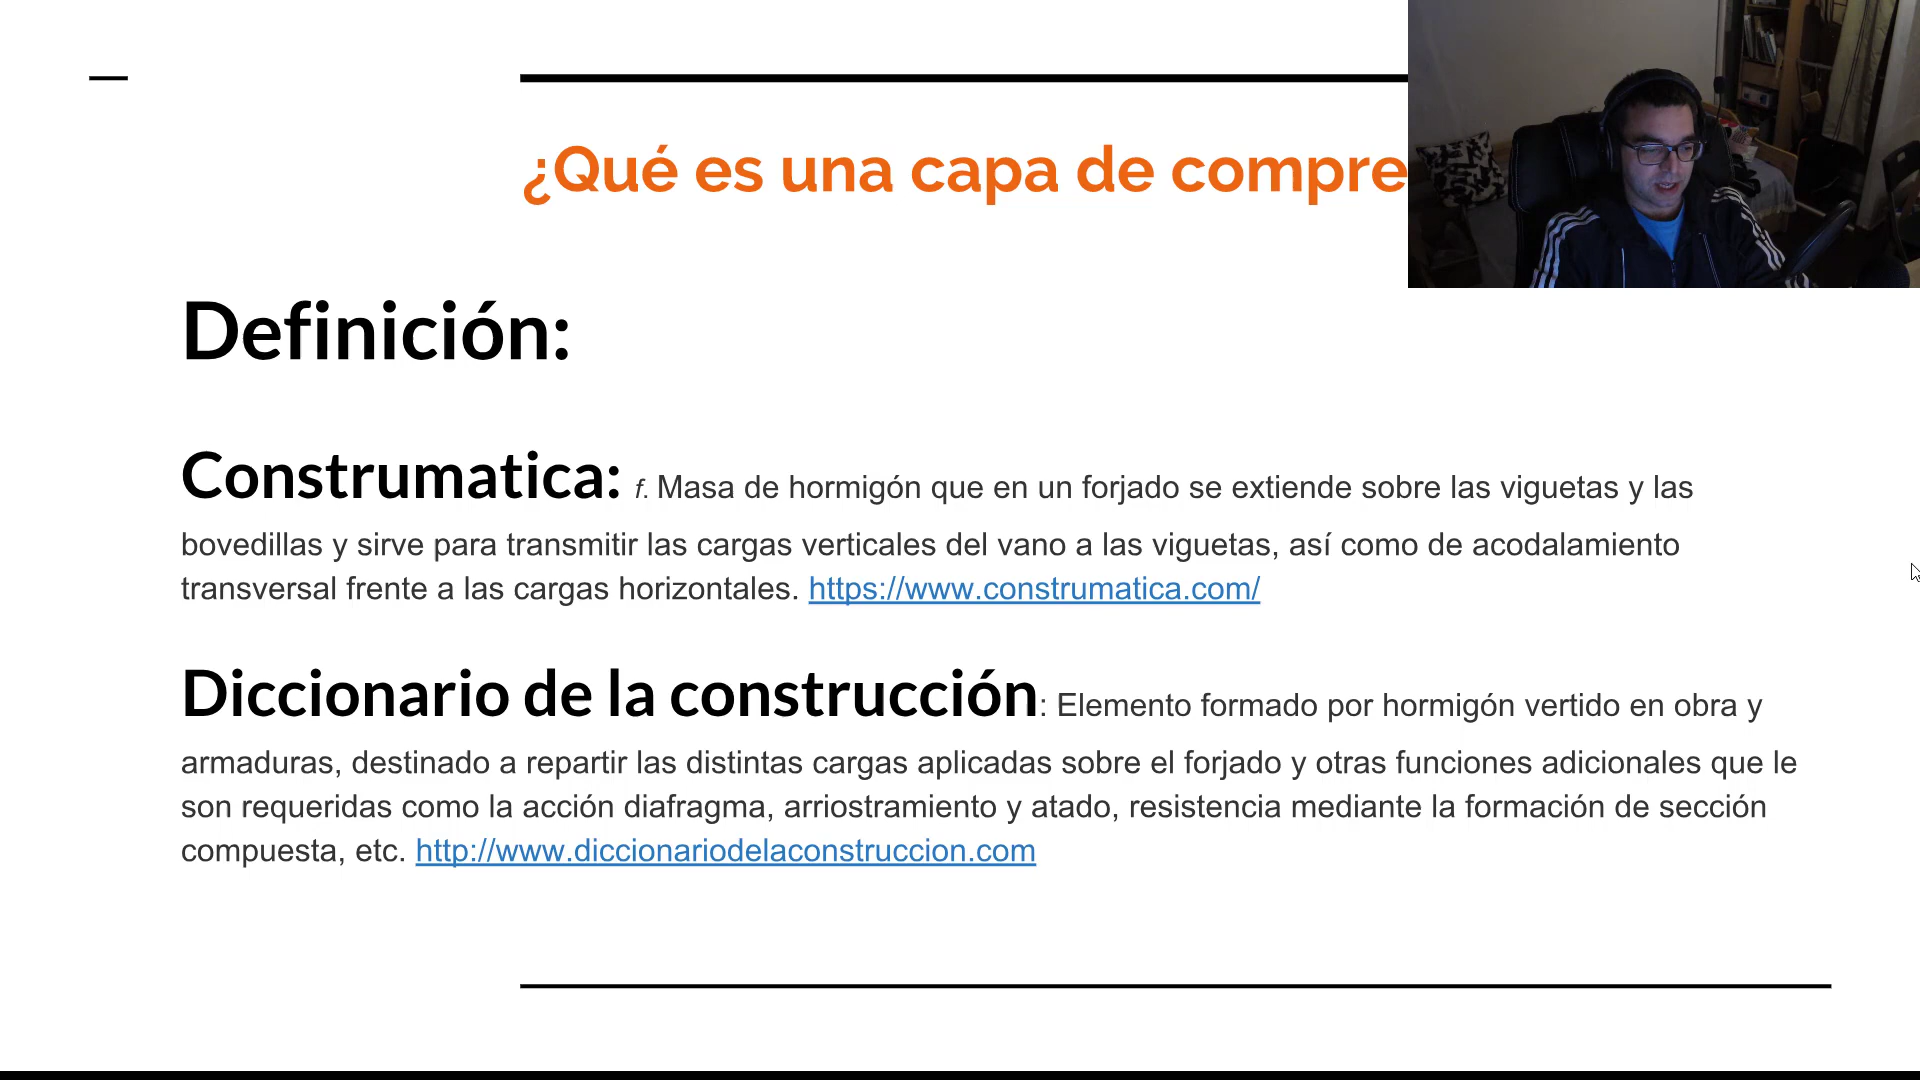 ¿Qué es una capa de compre
Definición:
Construmatica: f. Masa de hormigón que en un forjado se extiende sobre las viguetas y las
bovedillas y sirve para transmitir las cargas verticales del vano a las viguetas, así como de acodalamiento
transversal frente a las cargas horizontales. https://www.construmatica.com/
Diccionario de la construcción: Elemento formado por hormigón vertido en obra y
armaduras, destinado a repartir las distintas cargas aplicadas sobre el forjado y otras funciones adicionales que le
son requeridas como la acción diafragma, arriostramiento y atado, resistencia mediante la formación de sección
compuesta, etc. http://www.diccionariodelaconstruccion.com